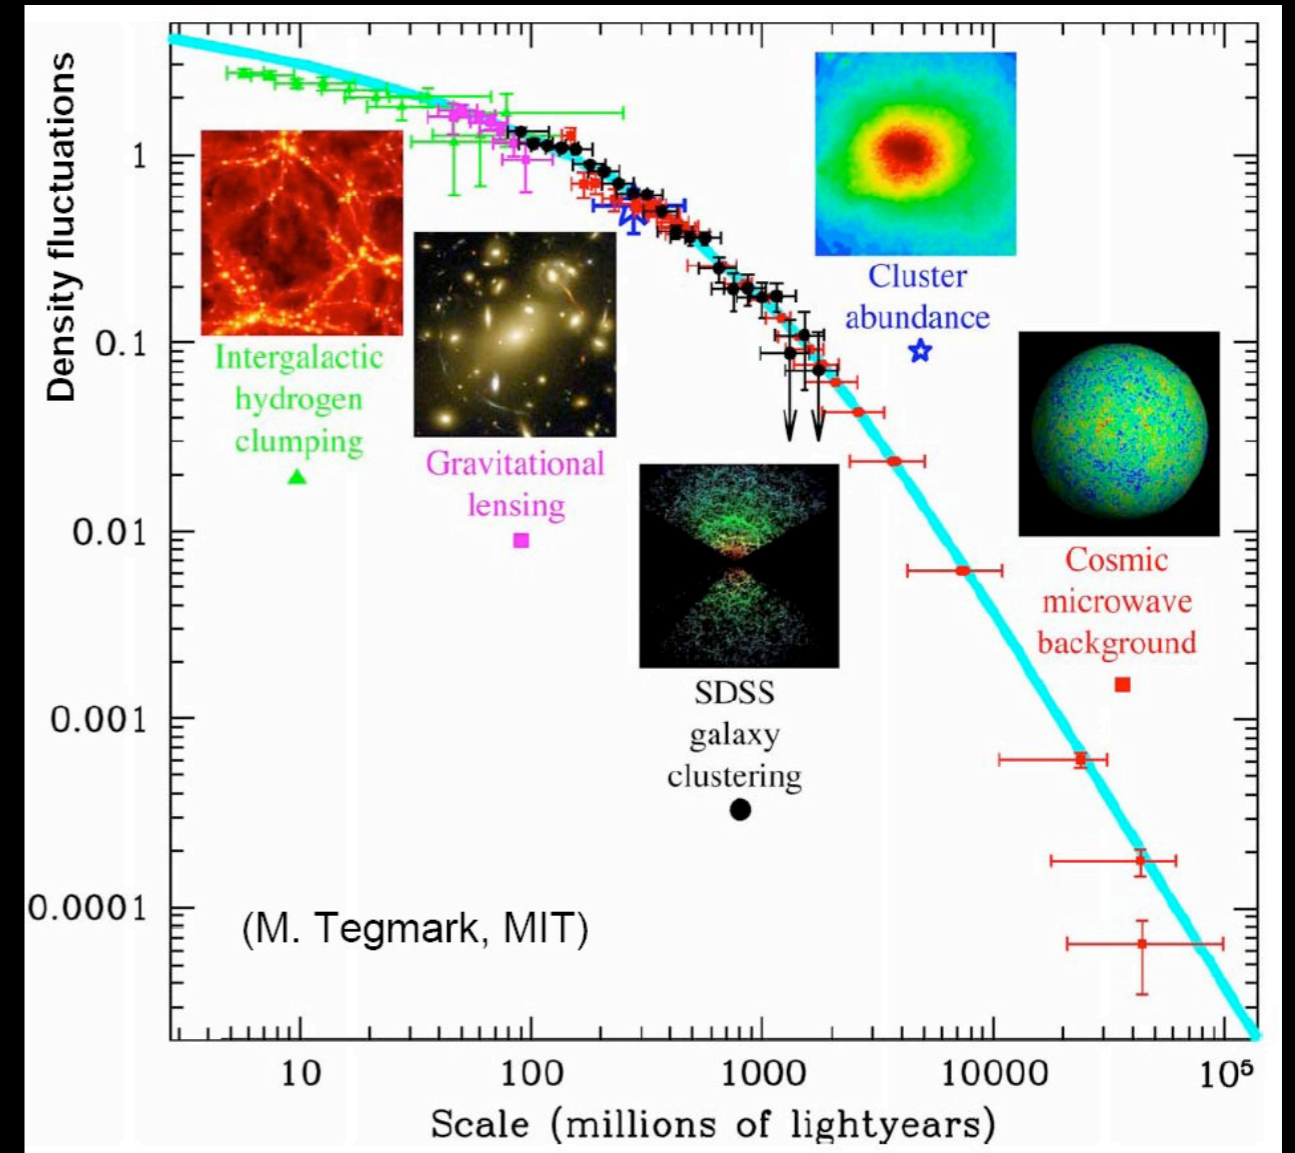 Density fluctuations
1
0.1
0.01
0.001
0.0001
Intergalactic
hydrogen
clumping
Gravitational
lensing
SDSS
galaxy
clustering
Cluster
abundance
Cosmic
microwave
background
(M. Tegmark, MIT)
10 100 1000 10000 10⁵
Scale (millions of lightyears)